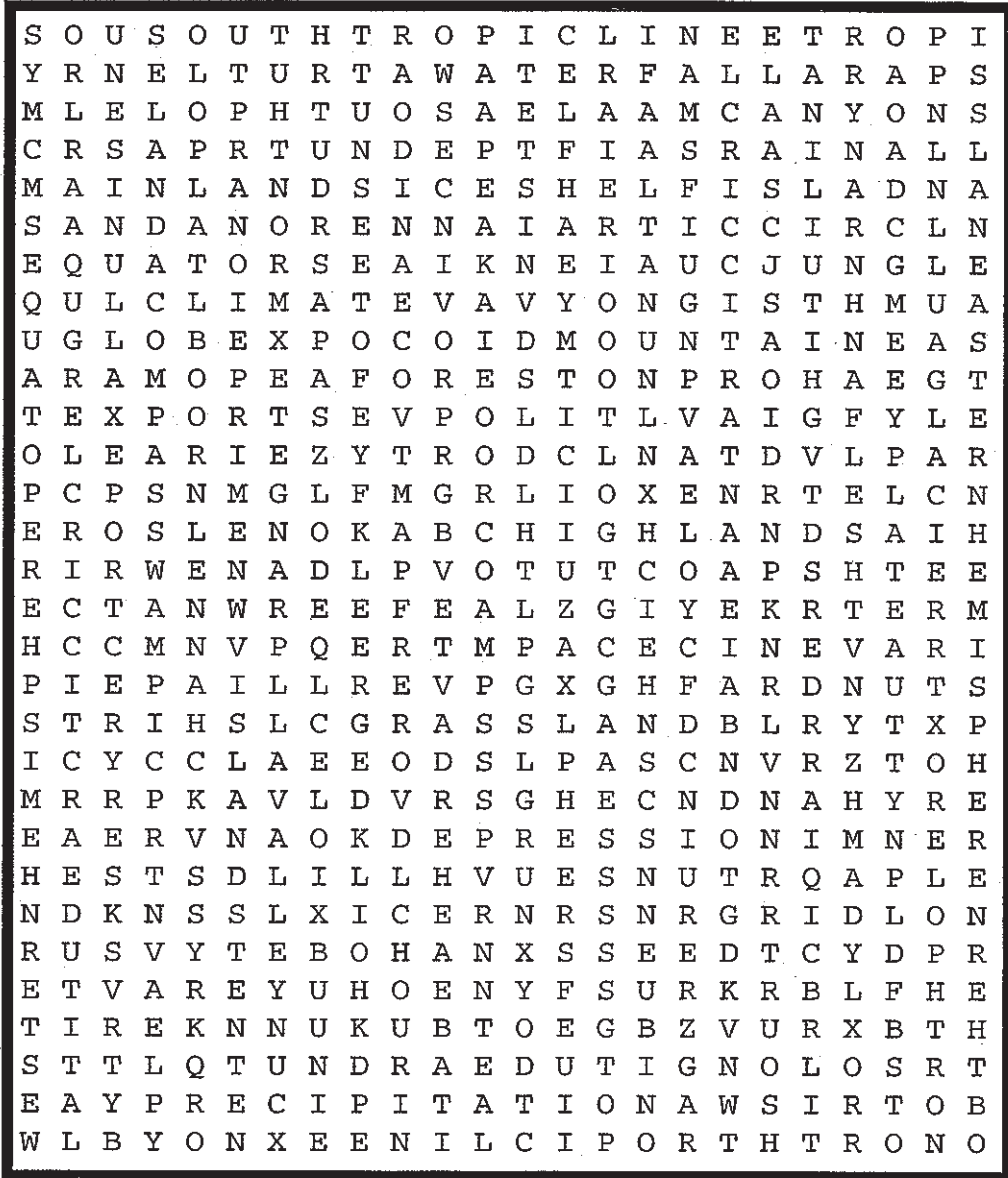 S O U S O U T H T R O P I C L I N E E T R O P I
Y R N E L T U R T A W A T E R F A L L A R A P S
M L E L O P H T U O S A E L A A M C A N Y O N S
C R S A P R T U N D E P T F I A S R A I N A L L
M A I N L A N D S I C E S H E L F I S L A D N A
S A N D A N O R E N N A I A R T I C C I R C L N
E Q U A T O R S E A I K N E I A U C J U N G L E
Q U L C L I M A T E V A V Y O N G I S T H M U A
U G L O B E X P O C O I D M O U N T A I N E A S
A R A M O P E A F O R E S T O N P R O H A E G T
T E X P O R T S E V P O L I T L V A I G F Y L E
O L E A R I E Z Y T R O D C L N A T D V L P A R
P C P S N M G L F M G R L I O X E N R T E L C N
E R O S L E N O K A B C H I G H L A N D S A I H
R I R W E N A D L P V O T U T C O A P S H T E E
E C T A N W R E E F E A L Z G I Y E K R T E R M
H C C M N V P Q E R T M P A C E C I N E V A R I
P I E P A I L L R E V P G X G H F A R D N U T S
S T R I H S L C G R A S S L A N D B L R Y T X P
I C Y C C L A E E O D S L P A S C N V R Z T O H
M R R P K A V L D V R S G H E C N D N A H Y R E
E A E R V N A O K D E P R E S S I O N I M N E R
H E S T S D L I L L H V U E S N U T R Q A P L E
N D K N S S L X I C E R N R S N R G R I D L O N
R U S V Y T E B O H A N X S S E E D T C Y D P R
E T V A R E Y U H O E N Y F S U R K R B L F H E
T I R E K N N U K U B T O E G B Z V U R X B T H
S T T L Q T U N D R A E D U T I G N O L O S R T
E A Y P R E C I P I T A T I O N A W S I R T O B
W L B Y O N X E E N I L C I P O R T H T R O N O